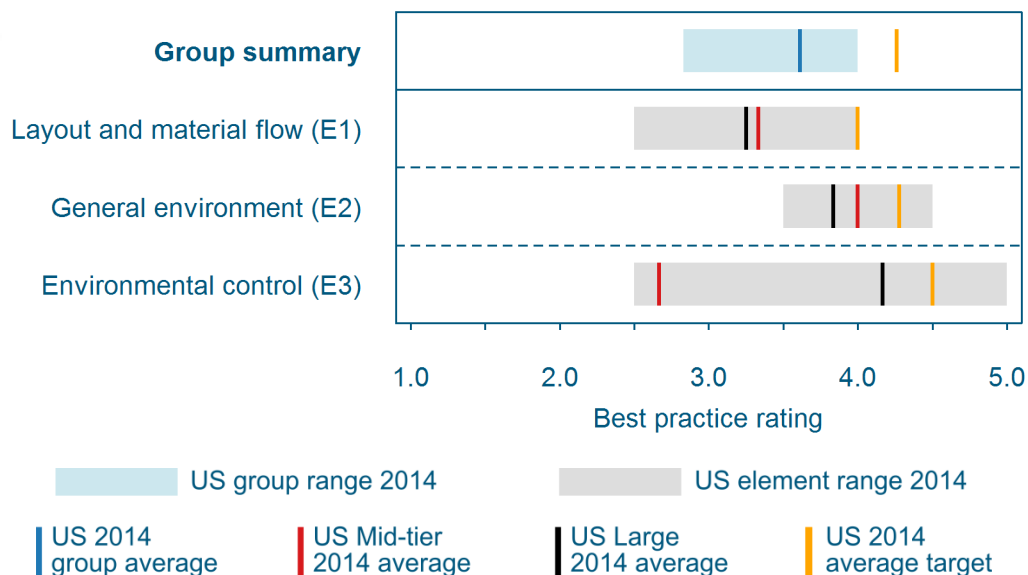 Group summary
Layout and material flow (E1)
General environment (E2)
Environmental control (E3)
1.0 2.0 3.0 4.0 5.0
Best practice rating
US group range 2014
US element range 2014
US 2014
group average
US Mid-tier
2014 average
US Large
2014 average
US 2014
average target